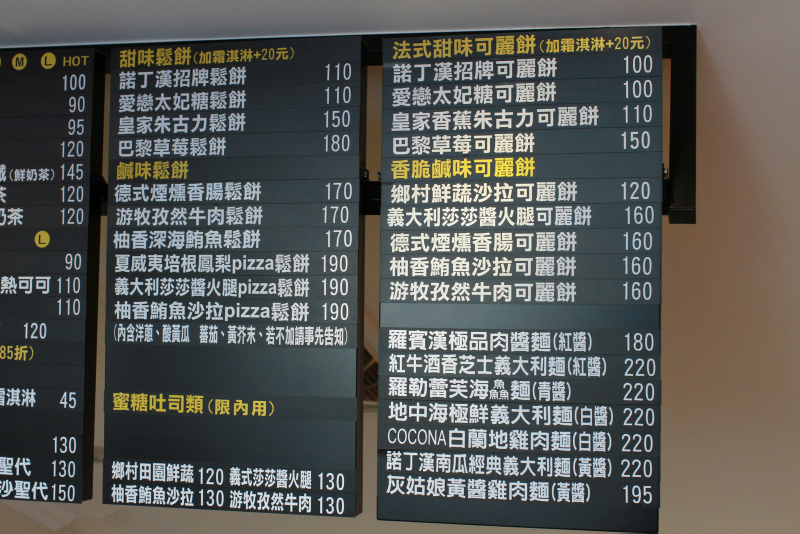 M L HOT
100
90
95
120
(鮮奶茶) 145
茶 120
奶茶 120
L
90
熱可可 110
110
120
85折)
霜淇淋 45
130
聖代 130
沙聖代 150
甜味鬆餅(加霜淇淋+20元)
諾丁漢招牌鬆餅 110
愛戀太妃糖鬆餅 110
皇家朱古力鬆餅 150
巴黎草莓鬆餅 180
鹹味鬆餅
德式煙燻香腸鬆餅 170
游牧孜然牛肉鬆餅 170
柚香深海鮪魚鬆餅 170
夏威夷培根鳳梨pizza鬆餅 190
義大利莎莎醬火腿pizza鬆餅 190
柚香鮪魚沙拉pizza鬆餅 190
(內含洋蔥、酸黃瓜 蕃茄、黃芥末、若不加請事先告知)
蜜糖吐司類(限內用)
鄉村田園鮮蔬 120 義式莎莎醬火腿 130
柚香鮪魚沙拉 130 游牧孜然牛肉 130
法式甜味可麗餅(加霜淇淋+20元)
諾丁漢招牌可麗餅 100
愛戀太妃糖可麗餅 100
皇家香蕉朱古力可麗餅 110
巴黎草莓可麗餅 150
香脆鹹味可麗餅
鄉村鮮蔬沙拉可麗餅 120
義大利莎莎醬火腿可麗餅 160
德式煙燻香腸可麗餅 160
柚香鮪魚沙拉可麗餅 160
游牧孜然牛肉可麗餅 160
羅賓漢極品肉醬麵(紅醬) 180
紅牛酒香芝士義大利麵(紅醬) 220
羅勒蕾芙海鱻麵(青醬) 220
地中海極鮮義大利麵(白醬) 220
COCONA白蘭地雞肉麵(白醬) 220
諾丁漢南瓜經典義大利麵(黃醬) 220
灰姑娘黃醬雞肉麵(黃醬) 195